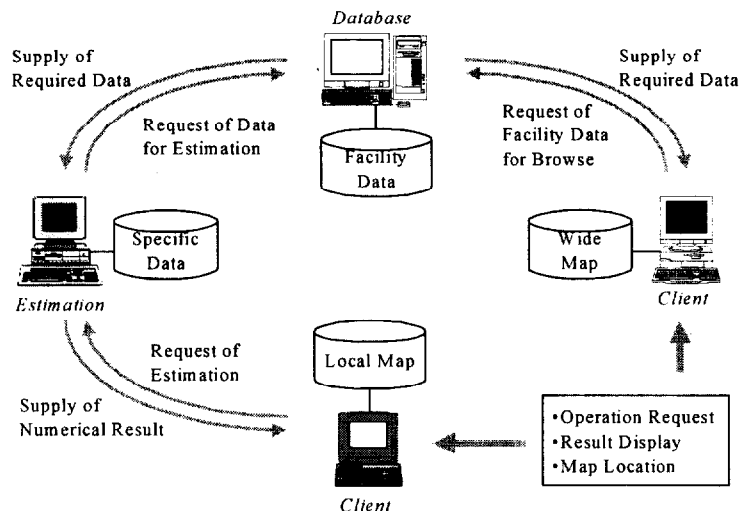 Database
Supply of
Required Data
Request of Data
for Estimation
Facility
Data
Supply of
Required Data
Request of
Facility Data
for Browse
Specific
Data
Estimation
Wide
Map
Client
Request of
Estimation
Supply of
Numerical Result
Local Map
Client
•Operation Request
•Result Display
•Map Location